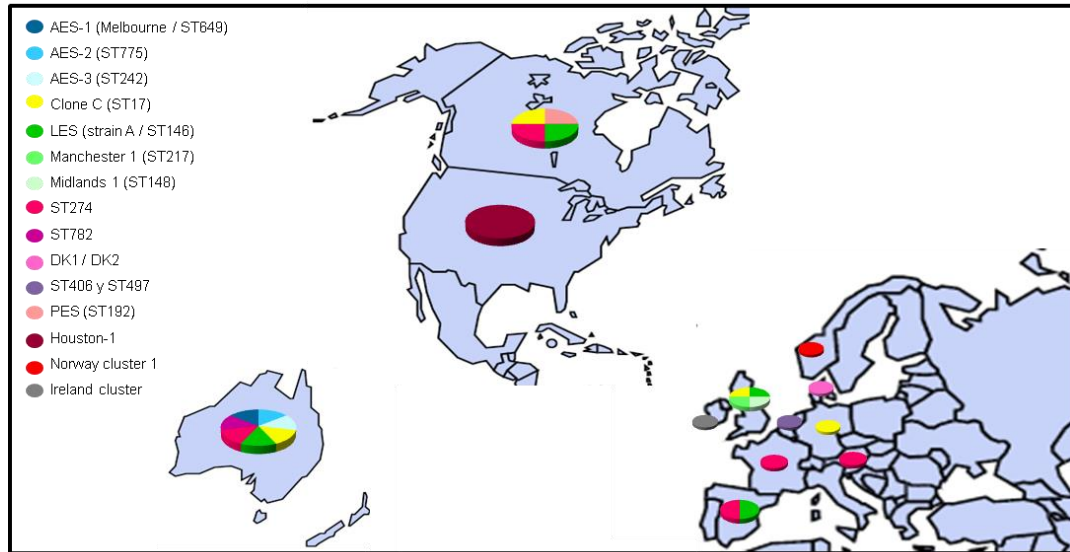 AES-1 (Melbourne / ST649)
AES-2 (ST775)
AES-3 (ST242)
Clone C (ST17)
LES (strain A / ST146)
Manchester 1 (ST217)
Midlands 1 (ST148)
ST274
ST782
DK1 / DK2
ST406 y ST497
PES (ST192)
Houston-1
Norway cluster 1
Ireland cluster